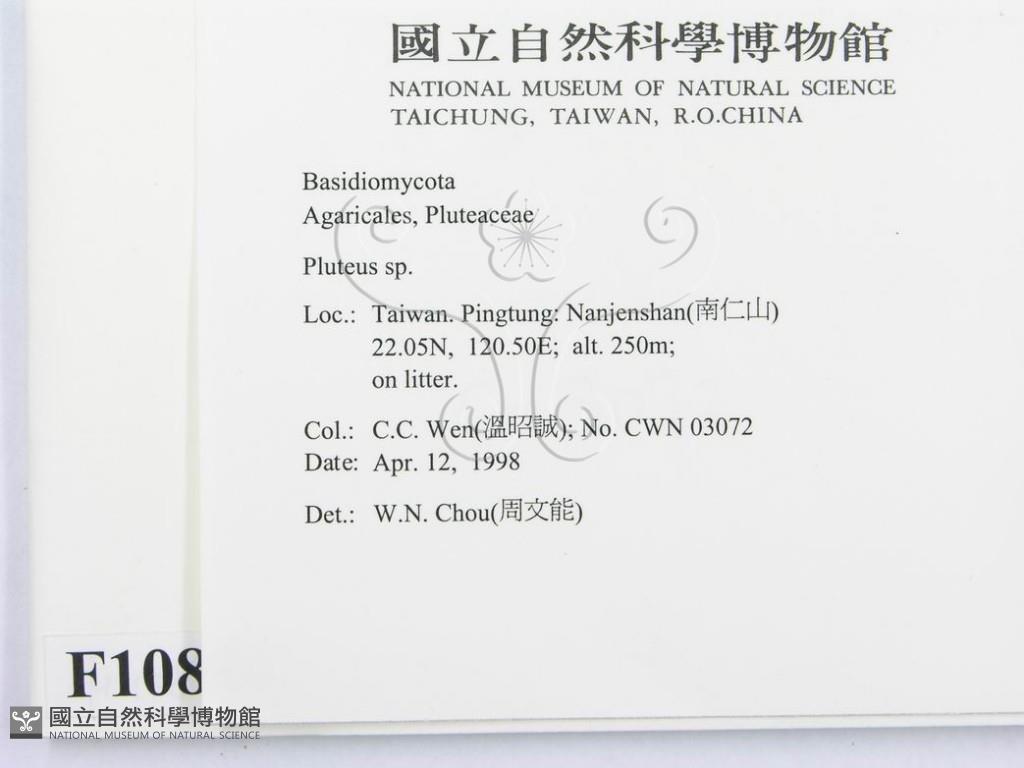 國立自然科學博物館
NATIONAL MUSEUM OF NATURAL SCIENCE
TAICHUNG, TAIWAN, R.O.CHINA
Basidiomycota
Agaricales, Pluteaceae
Pluteus sp.
Loc.: Taiwan. Pingtung: Nanjenshan(南仁山)
22.05N, 120.50E; alt. 250m;
on litter.
Col.: C.C. Wen(溫昭誠); No. CWN 03072
Date: Apr. 12, 1998
Det.: W.N. Chou(周文能)
F108
國立自然科學博物館
NATIONAL MUSEUM OF NATURAL SCIENCE